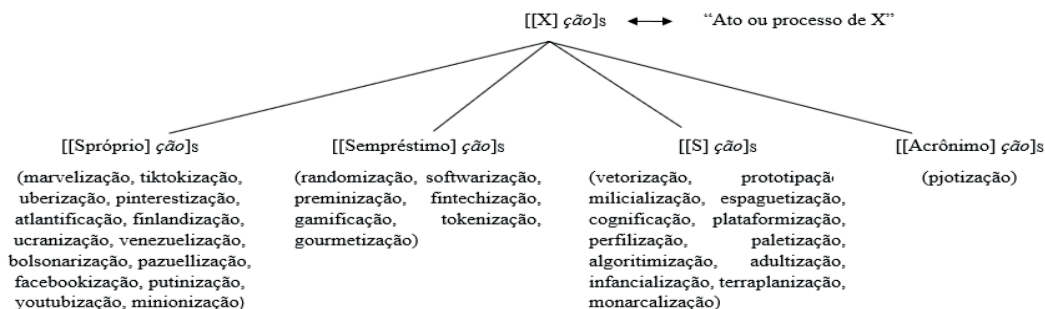 [[X] ção]s ↔ “Ato ou processo de X”
[[Spróprio] ção]s
(marvelização, tiktokização,
uberização, pinterestização,
atlantificação, finlandização,
ucranização, venezuelização,
bolsonarização, pazuellização,
facebookização, putinização,
youtubização, minionização)
[[Sempréstimo] ção]s
(randomização, softwarização,
preminização, fintechização,
gamificação, tokenização,
gourmetização)
[[S] ção]s
(vetorização, prototipação
milicialização, espaguetização,
cognificação, plataformização,
perfilização, paletização,
algoritimização, adultização,
infancialização, terraplanização,
monarcalização)
[[Acrônimo] ção]s
(pjotização)